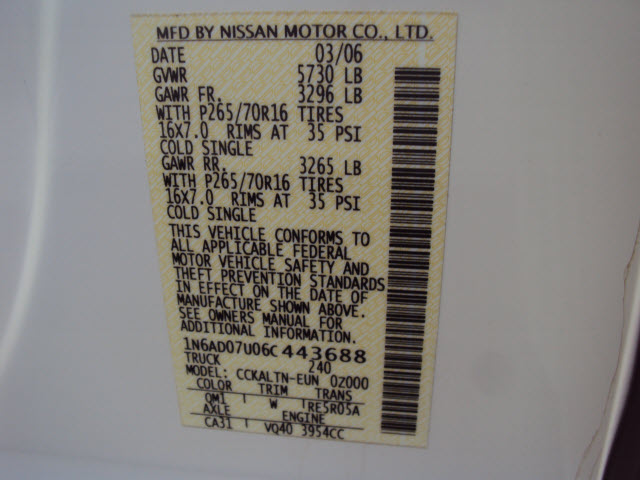 MFD BY NISSAN MOTOR CO., LTD.
DATE 03/06
GVWR 5730 LB
GAWR FR. 3296 LB
WITH P265/70R16 TIRES
16X7.0 RIMS AT 35 PSI
COLD SINGLE
GAWR RR. 3265 LB
WITH P265/70R16 TIRES
16X7.0 RIMS AT 35 PSI
COLD SINGLE
THIS VEHICLE CONFORMS TO
ALL APPLICABLE FEDERAL
MOTOR VEHICLE SAFETY AND
THEFT PREVENTION STANDARDS
IN EFFECT ON THE DATE OF
MANUFACTURE SHOWN ABOVE.
SEE OWNERS MANUAL FOR
ADDITIONAL INFORMATION.
1N6AD07U06C443688
TRUCK 240
MODEL: CCKALTN-EUN 0Z000
COLOR TRIM TRANS
QM1 W RE5R05A
AXLE ENGINE
CA31 VQ40 3954CC